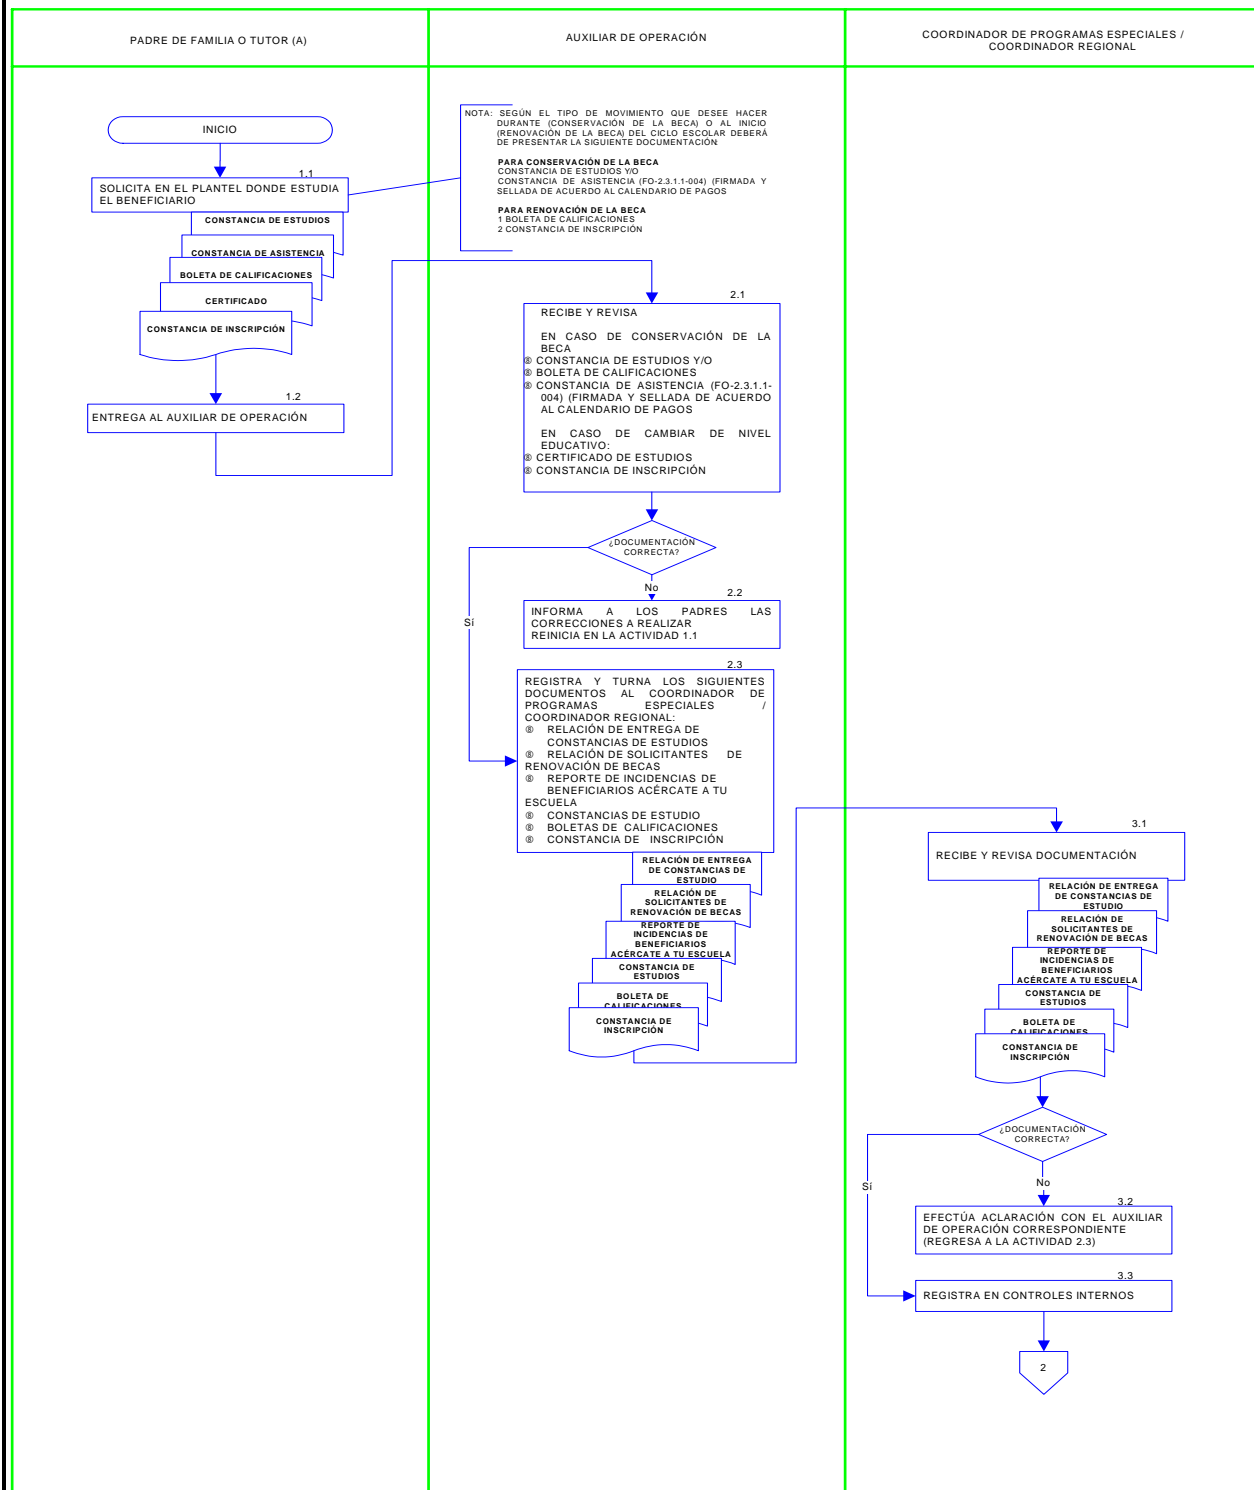 PADRE DE FAMILIA O TUTOR (A)
AUXILIAR DE OPERACIÓN
COORDINADOR DE PROGRAMAS ESPECIALES /
COORDINADOR REGIONAL
INICIO
1.1
SOLICITA EN EL PLANTEL DONDE ESTUDIA
EL BENEFICIARIO
CONSTANCIA DE ESTUDIOS
CONSTANCIA DE ASISTENCIA
BOLETA DE CALIFICACIONES
CERTIFICADO
CONSTANCIA DE INSCRIPCIÓN
1.2
ENTREGA AL AUXILIAR DE OPERACIÓN
NOTA: SEGÚN EL TIPO DE MOVIMIENTO QUE DESEE HACER
DURANTE (CONSERVACIÓN DE LA BECA) O AL INICIO
(RENOVACIÓN DE LA BECA) DEL CICLO ESCOLAR DEBERÁ
DE PRESENTAR LA SIGUIENTE DOCUMENTACIÓN:
PARA CONSERVACIÓN DE LA BECA
CONSTANCIA DE ESTUDIOS Y/O
CONSTANCIA DE ASISTENCIA (FO-2.3.1.1-004) (FIRMADA Y
SELLADA DE ACUERDO AL CALENDARIO DE PAGOS
PARA RENOVACIÓN DE LA BECA
1 BOLETA DE CALIFICACIONES
2 CONSTANCIA DE INSCRIPCIÓN
2.1
RECIBE Y REVISA
EN CASO DE CONSERVACIÓN DE LA
BECA
⑧ CONSTANCIA DE ESTUDIOS Y/O
⑧ BOLETA DE CALIFICACIONES
⑧ CONSTANCIA DE ASISTENCIA (FO-2.3.1.1-
004) (FIRMADA Y SELLADA DE ACUERDO
AL CALENDARIO DE PAGOS
EN CASO DE CAMBIAR DE NIVEL
EDUCATIVO:
⑧ CERTIFICADO DE ESTUDIOS
⑧ CONSTANCIA DE INSCRIPCIÓN
¿DOCUMENTACIÓN
CORRECTA?
No
Sí
2.2
INFORMA A LOS PADRES LAS
CORRECCIONES A REALIZAR
REINICIA EN LA ACTIVIDAD 1.1
2.3
REGISTRA Y TURNA LOS SIGUIENTES
DOCUMENTOS AL COORDINADOR DE
PROGRAMAS ESPECIALES /
COORDINADOR REGIONAL:
⑧ RELACIÓN DE ENTREGA DE
CONSTANCIAS DE ESTUDIOS
⑧ RELACIÓN DE SOLICITANTES DE
RENOVACIÓN DE BECAS
⑧ REPORTE DE INCIDENCIAS DE
BENEFICIARIOS ACÉRCATE A TU
ESCUELA
⑧ CONSTANCIAS DE ESTUDIO
⑧ BOLETAS DE CALIFICACIONES
⑧ CONSTANCIA DE INSCRIPCIÓN
RELACIÓN DE ENTREGA
DE CONSTANCIAS DE
ESTUDIO
RELACIÓN DE
SOLICITANTES DE
RENOVACIÓN DE BECAS
REPORTE DE
INCIDENCIAS DE
BENEFICIARIOS
ACÉRCATE A TU ESCUELA
CONSTANCIA DE
ESTUDIOS
BOLETA DE
CALIFICACIONES
CONSTANCIA DE
INSCRIPCIÓN
3.1
RECIBE Y REVISA DOCUMENTACIÓN
RELACIÓN DE ENTREGA
DE CONSTANCIAS DE
ESTUDIO
RELACIÓN DE
SOLICITANTES DE
RENOVACIÓN DE BECAS
REPORTE DE
INCIDENCIAS DE
BENEFICIARIOS
ACÉRCATE A TU ESCUELA
CONSTANCIA DE
ESTUDIOS
BOLETA DE
CALIFICACIONES
CONSTANCIA DE
INSCRIPCIÓN
¿DOCUMENTACIÓN
CORRECTA?
Sí
No
3.2
EFECTÚA ACLARACIÓN CON EL AUXILIAR
DE OPERACIÓN CORRESPONDIENTE
(REGRESA A LA ACTIVIDAD 2.3)
3.3
REGISTRA EN CONTROLES INTERNOS
2